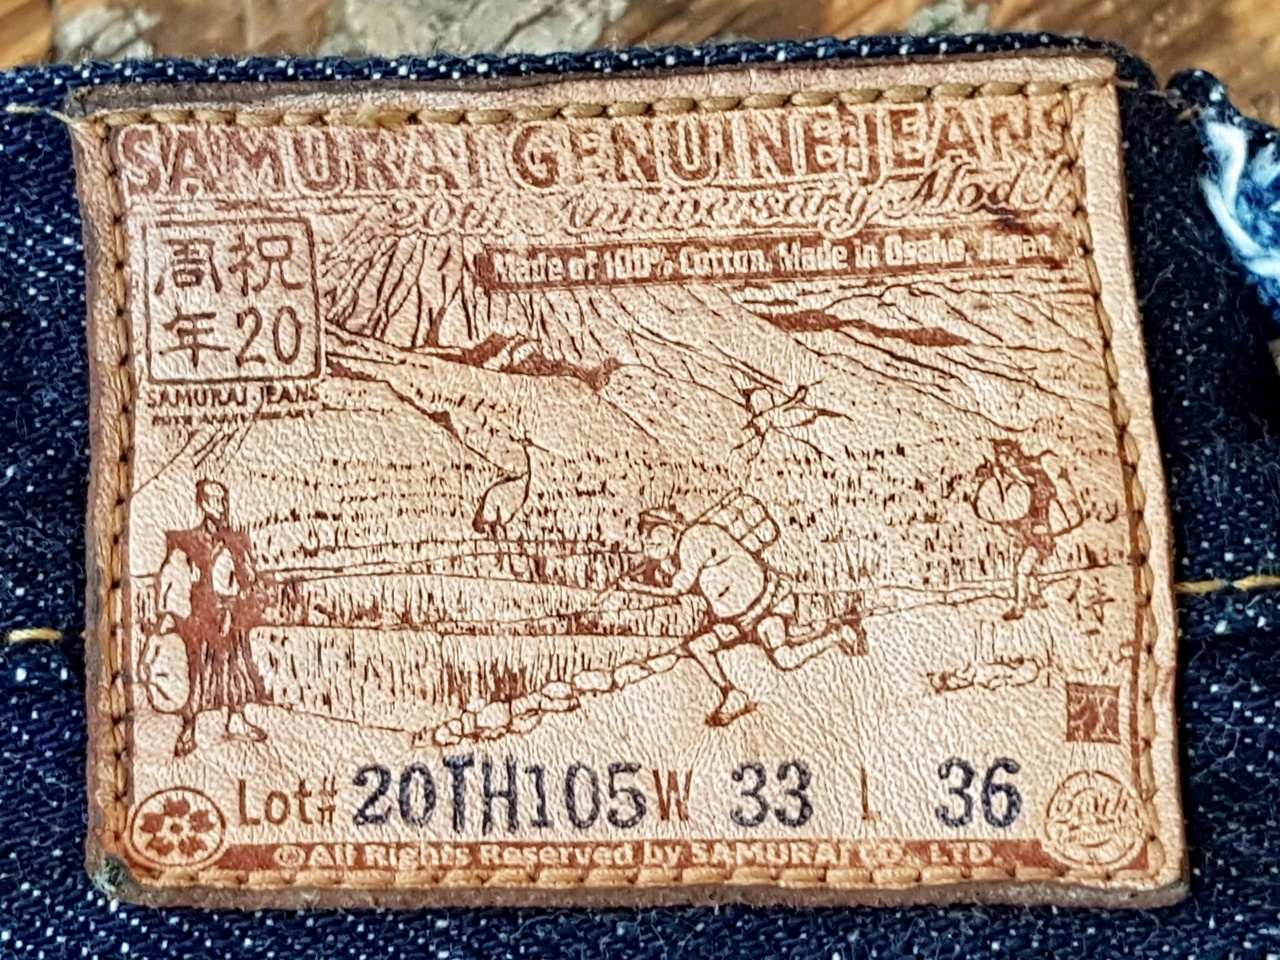 SAMURAI GENUINE JEANS
20th Anniversary Model
Made of 100% Cotton. Made in Osaka, Japan.
祝20
周年
SAMURAI JEANS
侍
Lot# 20TH105 W 33 L 36
©All Rights Reserved by SAMURAI CO., LTD.